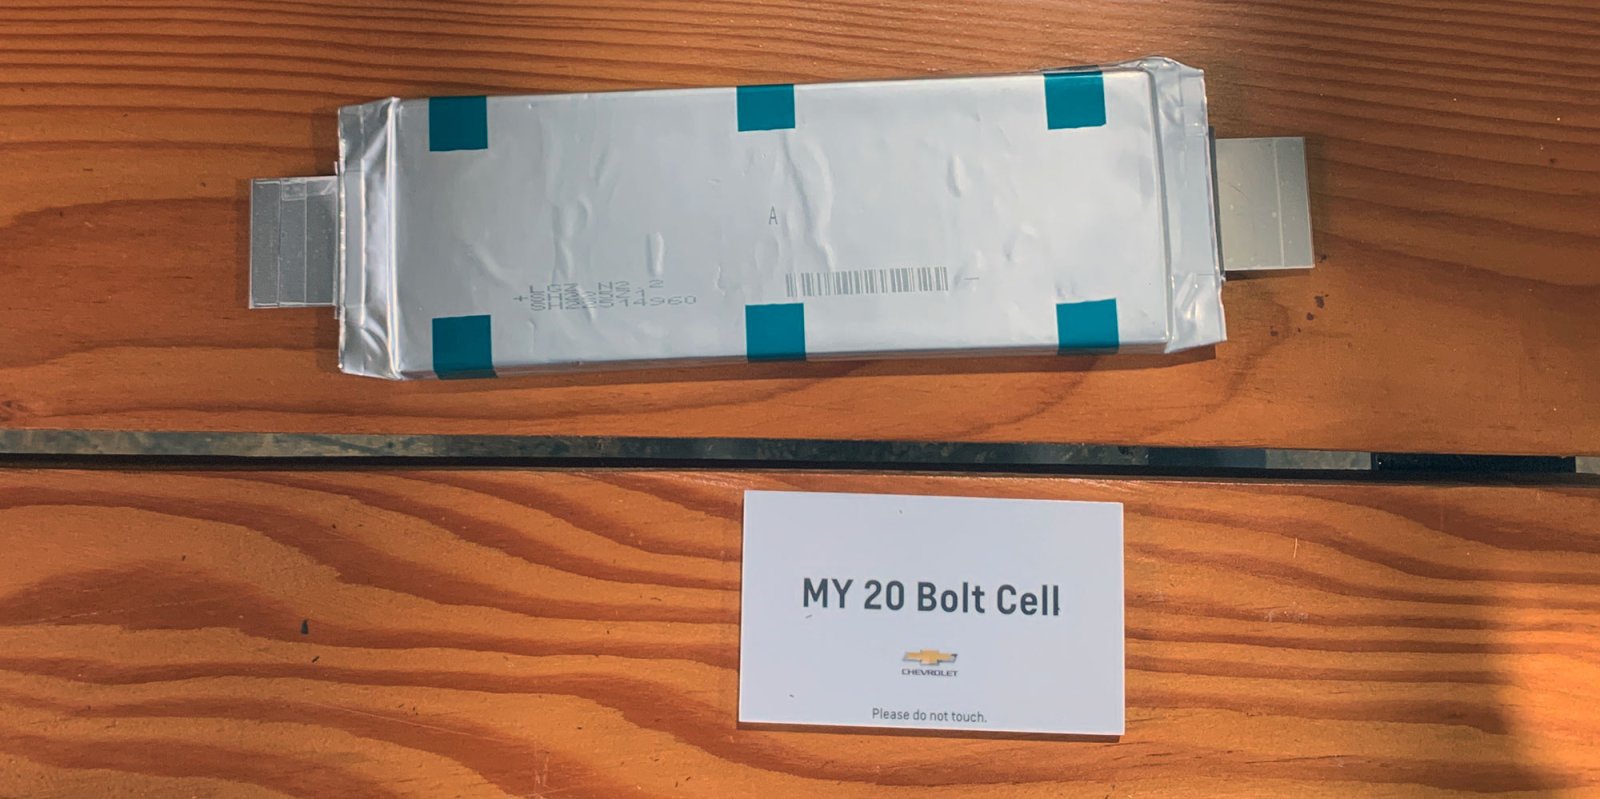 A
MY 20 Bolt Cell
CHEVROLET
Please do not touch.